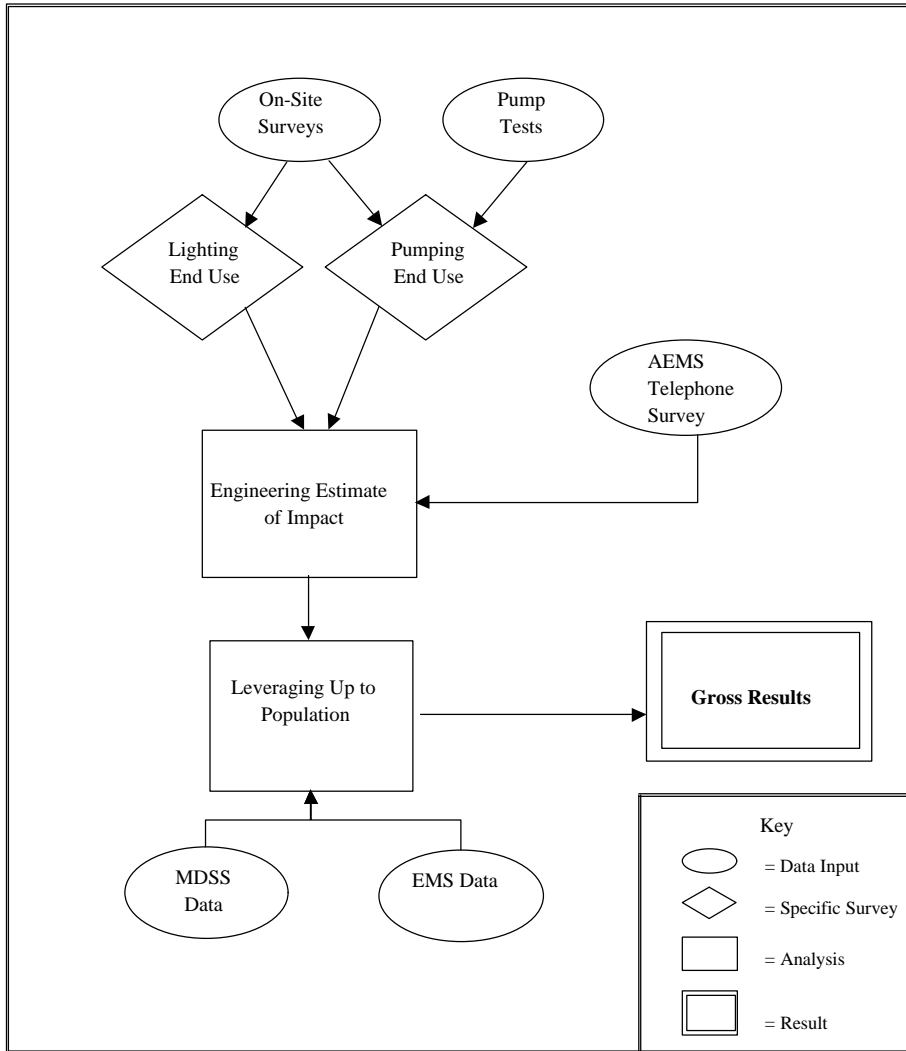 On-Site
Surveys
Pump
Tests
Lighting
End Use
Pumping
End Use
AEMS
Telephone
Survey
Engineering Estimate
of Impact
Leveraging Up to
Population
Gross Results
MDSS
Data
EMS Data
Key
= Data Input
= Specific Survey
= Analysis
= Result